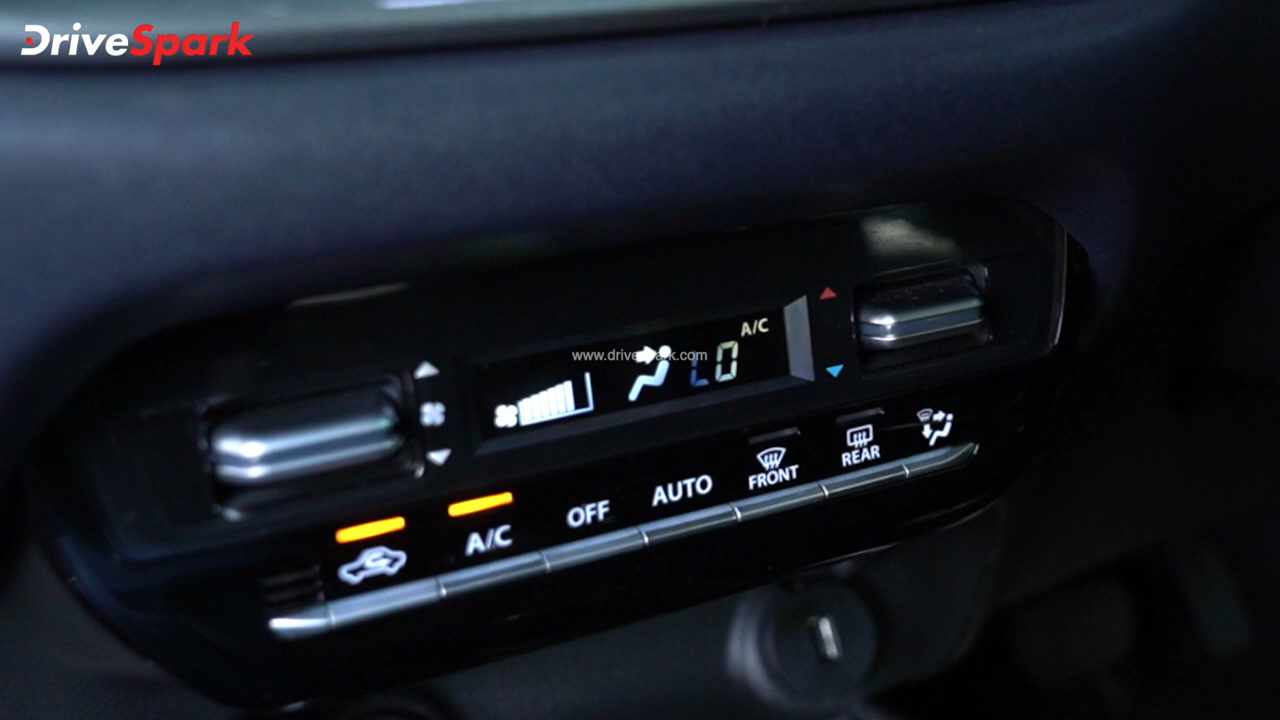 DriveSpark
A/C
www.drivespark.com
LO
A/C
OFF
AUTO
FRONT
REAR